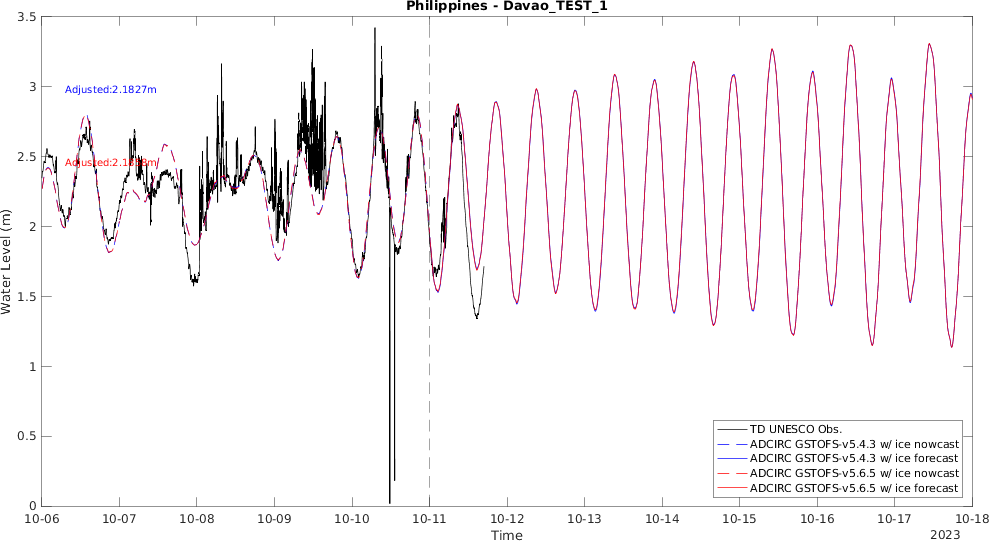 Philippines - Davao_TEST_1
Water Level (m)
3.5
3
2.5
2
1.5
1
0.5
0
Adjusted:2.1827m
TD UNESCO Obs.
ADCIRC GSTOFS-v5.4.3 w/ ice nowcast
ADCIRC GSTOFS-v5.4.3 w/ ice forecast
ADCIRC GSTOFS-v5.6.5 w/ ice nowcast
ADCIRC GSTOFS-v5.6.5 w/ ice forecast
10-06 10-07 10-08 10-09 10-10 10-11 10-12 10-13 10-14 10-15 10-16 10-17 10-18
Time
2023